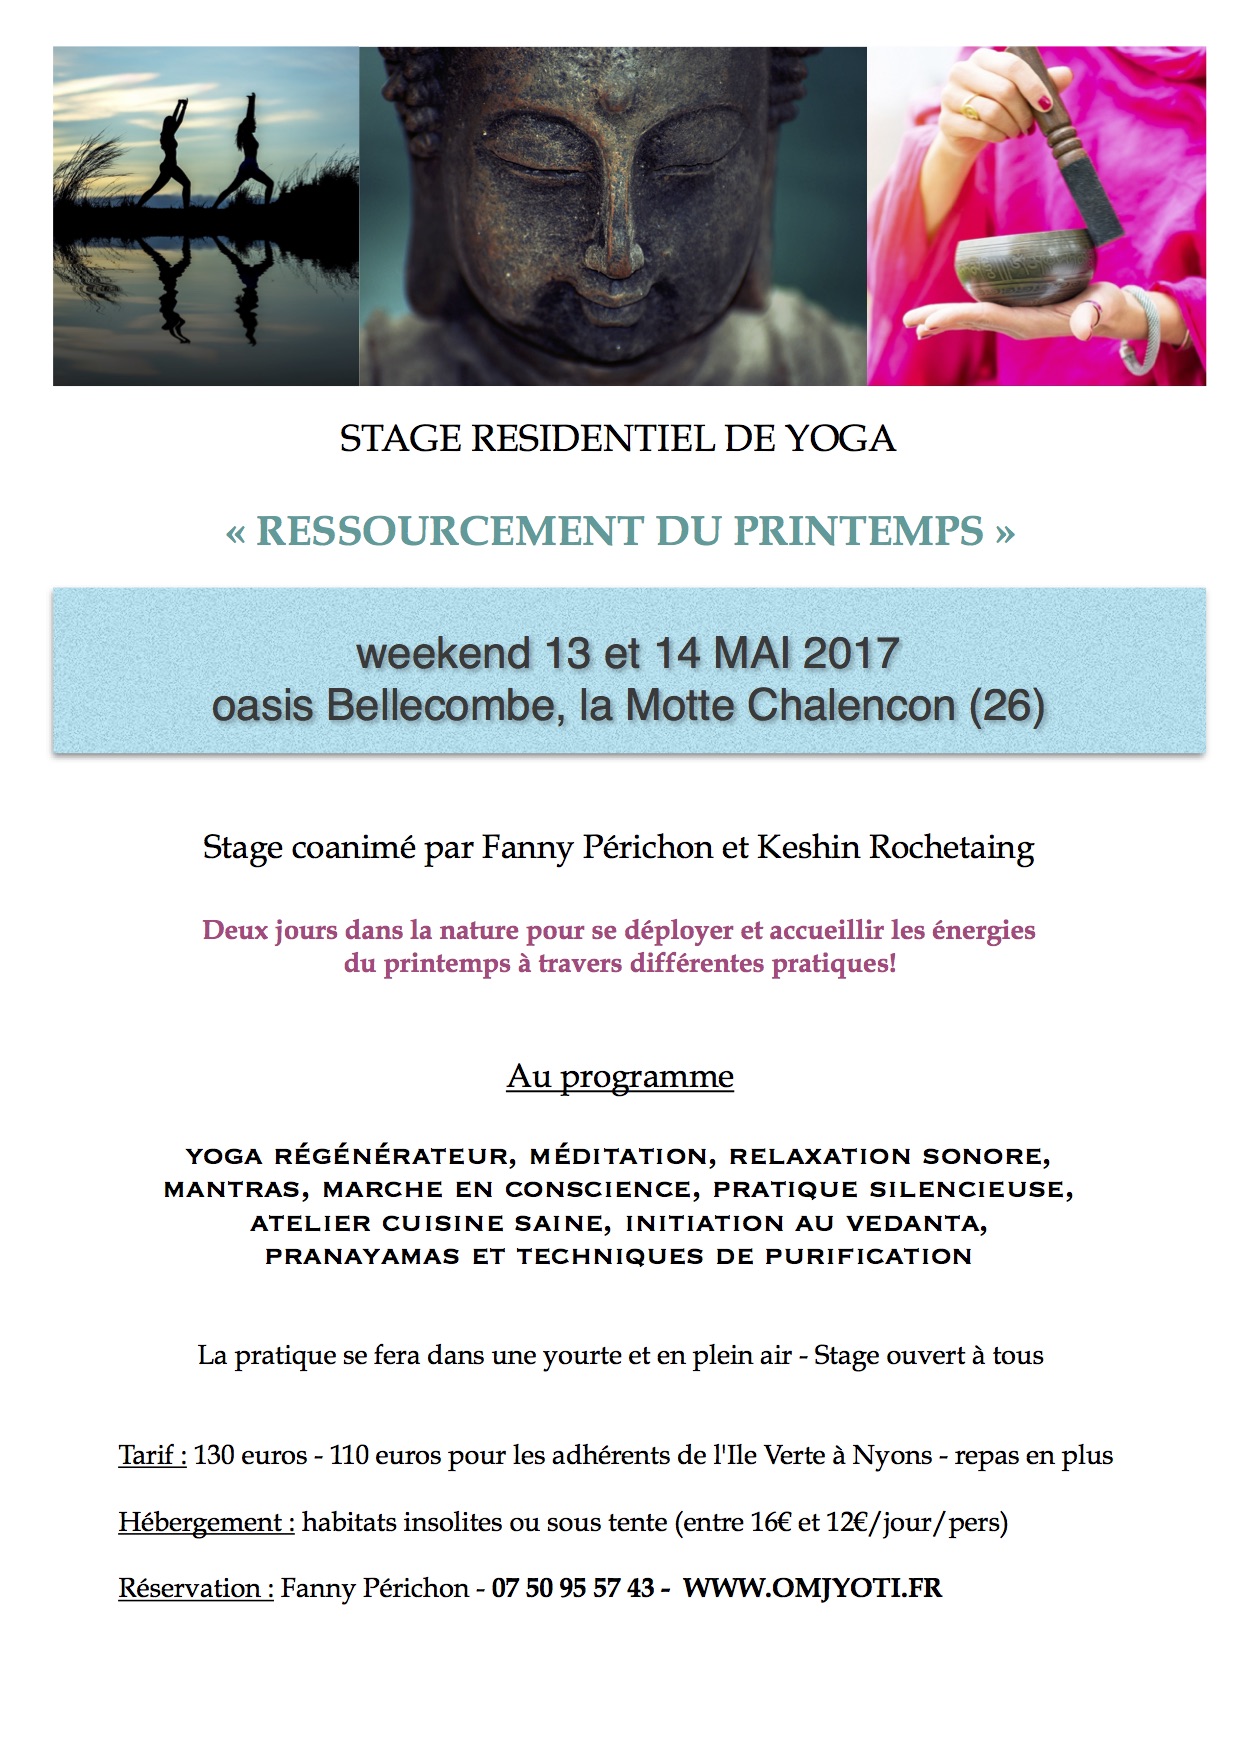 STAGE RESIDENTIEL DE YOGA
« RESSOURCEMENT DU PRINTEMPS »
weekend 13 et 14 MAI 2017
oasis Bellecombe, la Motte Chalencon (26)
Stage coanimé par Fanny Périchon et Keshin Rochetaing
Deux jours dans la nature pour se déployer et accueillir les énergies
du printemps à travers différentes pratiques!
Au programme
YOGA RÉGÉNÉRATEUR, MÉDITATION, RELAXATION SONORE,
MANTRAS, MARCHE EN CONSCIENCE, PRATIQUE SILENCIEUSE,
ATELIER CUISINE SAINE, INITIATION AU VEDANTA,
PRANAYAMAS ET TECHNIQUES DE PURIFICATION
La pratique se fera dans une yourte et en plein air - Stage ouvert à tous
Tarif : 130 euros - 110 euros pour les adhérents de l'Ile Verte à Nyons - repas en plus
Hébergement : habitats insolites ou sous tente (entre 16€ et 12€/jour/pers)
Réservation : Fanny Périchon - 07 50 95 57 43 - WWW.OMJYOTI.FR